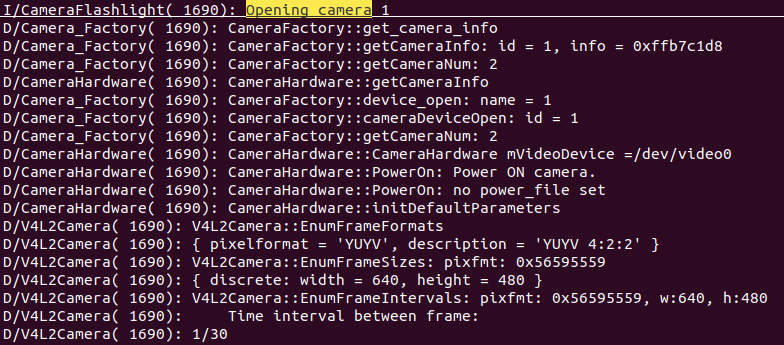 I/CameraFlashlight( 1690): Opening camera 1
D/Camera_Factory( 1690): CameraFactory::get_camera_info
D/Camera_Factory( 1690): CameraFactory::getCameraInfo: id = 1, info = 0xffb7c1d8
D/Camera_Factory( 1690): CameraFactory::getCameraNum: 2
D/CameraHardware( 1690): CameraHardware::getCameraInfo
D/Camera_Factory( 1690): CameraFactory::device_open: name = 1
D/Camera_Factory( 1690): CameraFactory::cameraDeviceOpen: id = 1
D/Camera_Factory( 1690): CameraFactory::getCameraNum: 2
D/CameraHardware( 1690): CameraHardware::CameraHardware mVideoDevice =/dev/video0
D/CameraHardware( 1690): CameraHardware::PowerOn: Power ON camera.
D/CameraHardware( 1690): CameraHardware::PowerOn: no power_file set
D/CameraHardware( 1690): CameraHardware::initDefaultParameters
D/V4L2Camera( 1690): V4L2Camera::EnumFrameFormats
D/V4L2Camera( 1690): { pixelformat = 'YUYV', description = 'YUYV 4:2:2' }
D/V4L2Camera( 1690): V4L2Camera::EnumFrameSizes: pixfmt: 0x56595559
D/V4L2Camera( 1690): { discrete: width = 640, height = 480 }
D/V4L2Camera( 1690): V4L2Camera::EnumFrameIntervals: pixfmt: 0x56595559, w:640, h:480
D/V4L2Camera( 1690):     Time interval between frame:
D/V4L2Camera( 1690): 1/30